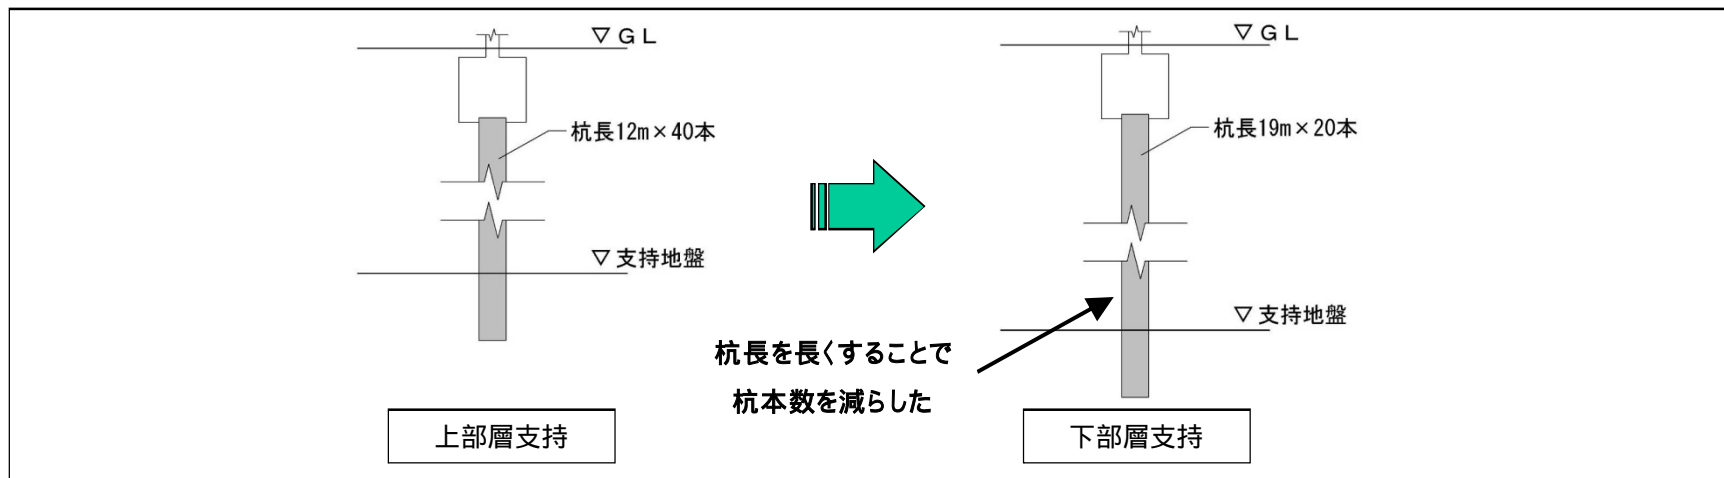 ▽ＧＬ
杭長12m×40本
▽支持地盤
上部層支持
杭長を長くすることで
杭本数を減らした
▽ＧＬ
杭長19m×20本
▽支持地盤
下部層支持